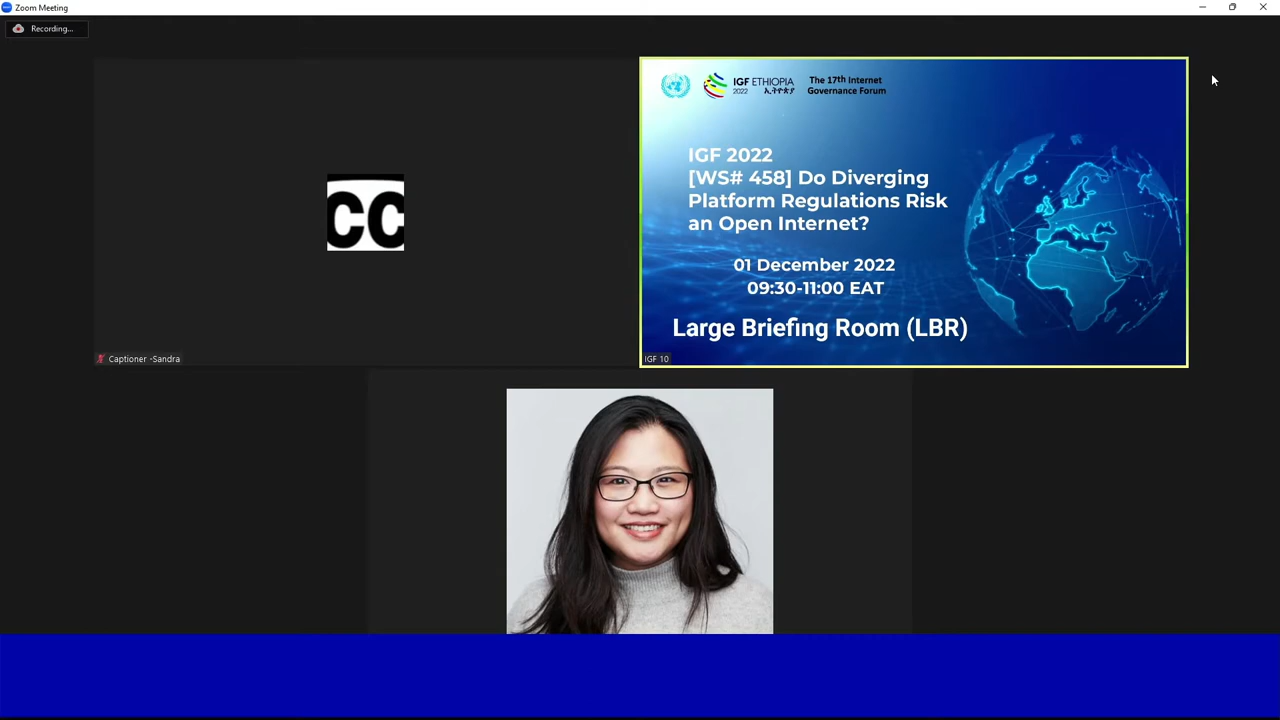 Zoom Meeting
Recording...
CC
Captioner -Sandra
IGF ETHIOPIA
2022 ኢትዮጵያ
The 17th Internet
Governance Forum
IGF 2022
[WS# 458] Do Diverging
Platform Regulations Risk
an Open Internet?
01 December 2022
09:30-11:00 EAT
Large Briefing Room (LBR)
IGF 10